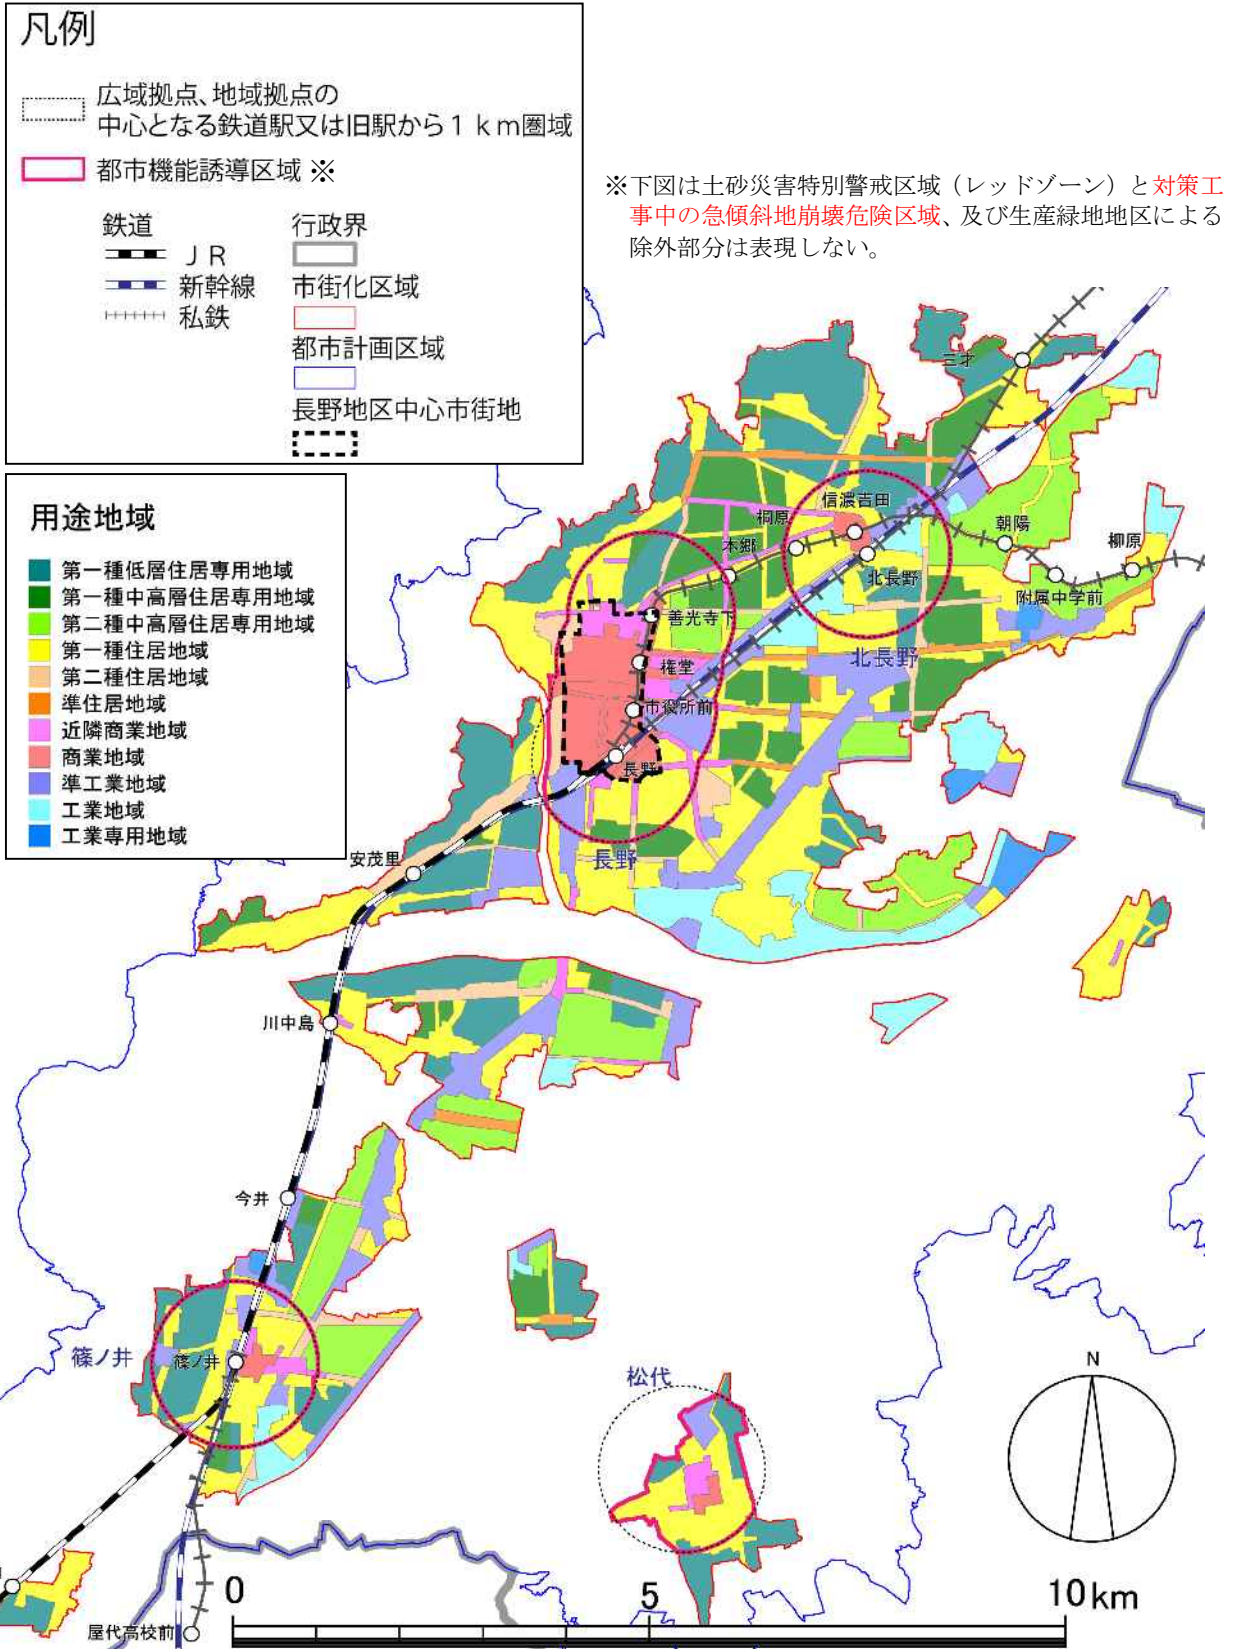 凡例
広域拠点、地域拠点の
中心となる鉄道駅又は旧駅から1km圏域
都市機能誘導区域※
鉄道
JR
新幹線
私鉄
行政界
市街化区域
都市計画区域
長野地区中心市街地
※下図は土砂災害特別警戒区域（レッドゾーン）と対策工
事中の急傾斜地崩壊危険区域、及び生産緑地地区による
除外部分は表現しない。
用途地域
第一種低層住居専用地域
第一種中高層住居専用地域
第二種中高層住居専用地域
第一種住居地域
第二種住居地域
準住居地域
近隣商業地域
商業地域
準工業地域
工業地域
工業専用地域
三才
信濃吉田
桐原
本郷
朝陽
柳原
北長野
附属中学前
善光寺下
北長野
権堂
市役所前
長野
長野
安茂里
川中島
今井
篠ノ井
篠ノ井
松代
N
屋代高校前
0
5
10km